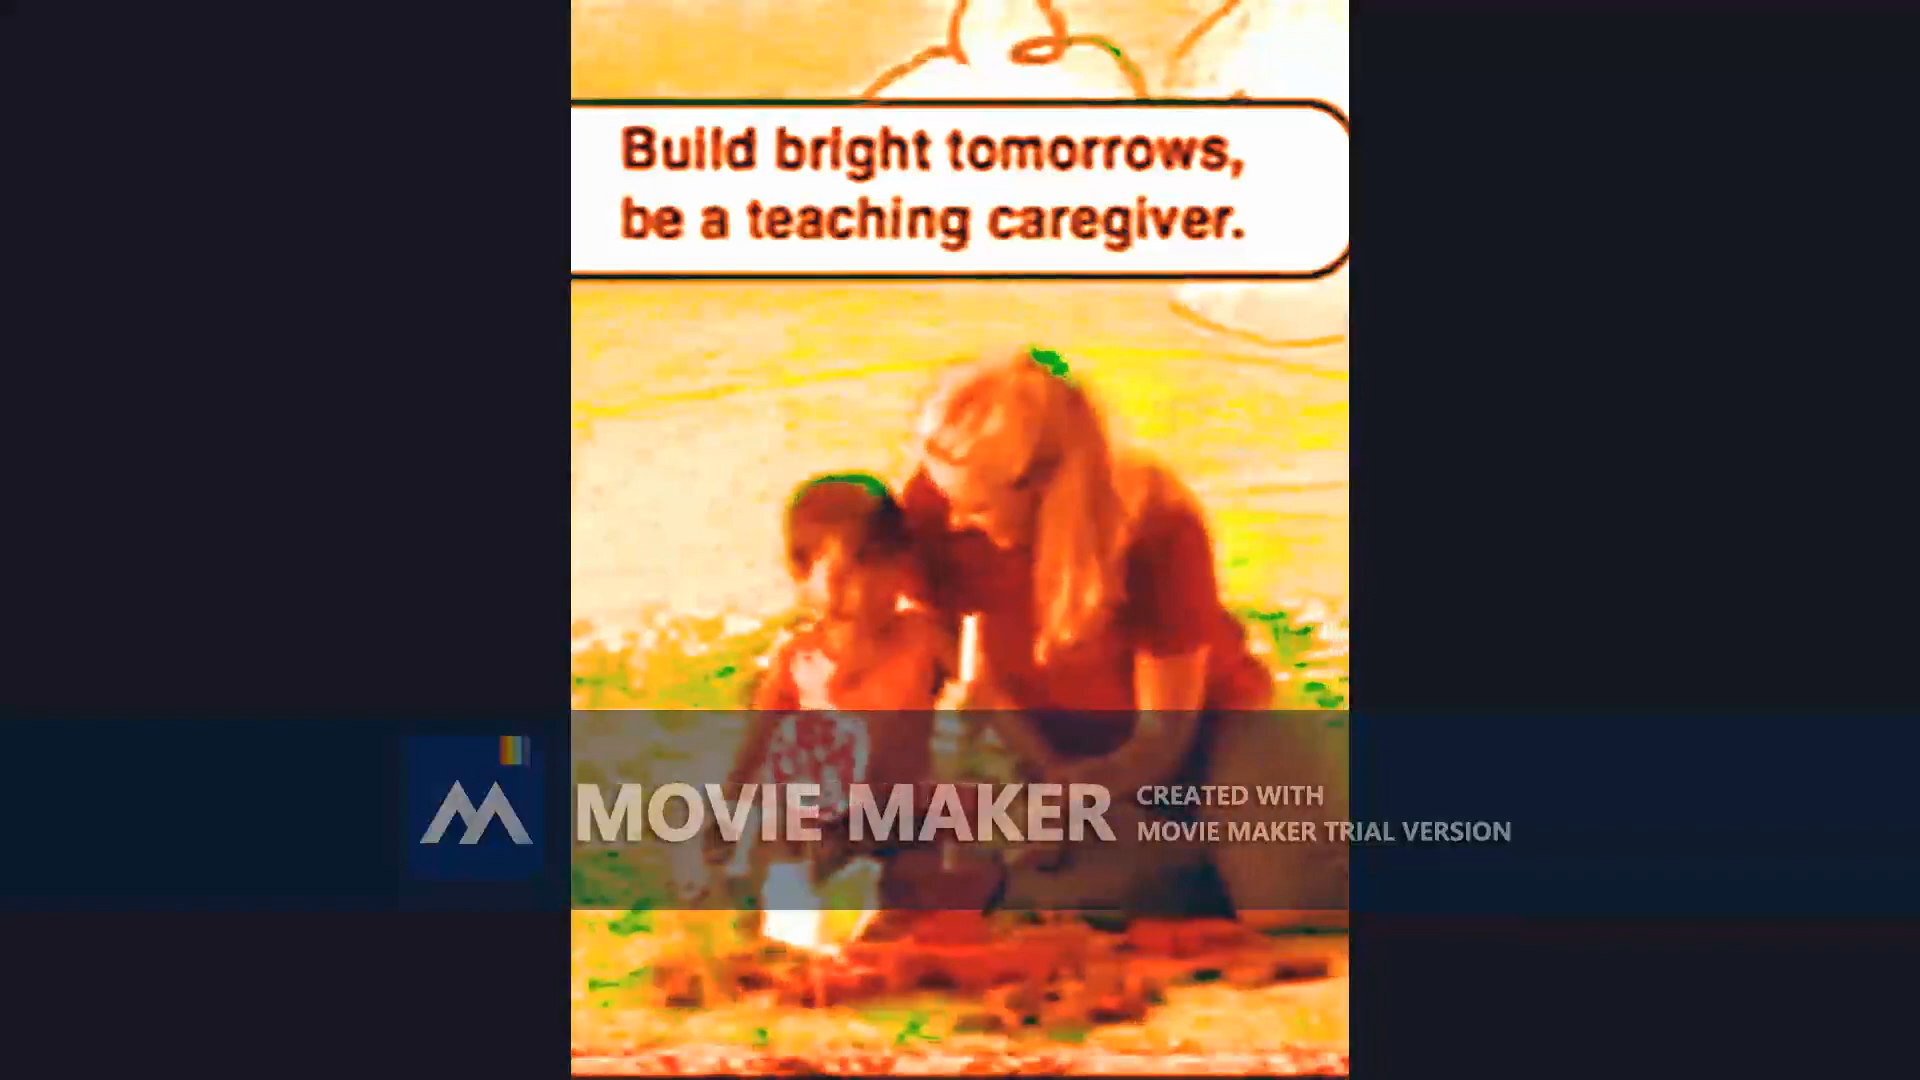 Build bright tomorrows,
be a teaching caregiver.
MOVIE MAKER
CREATED WITH
MOVIE MAKER TRIAL VERSION